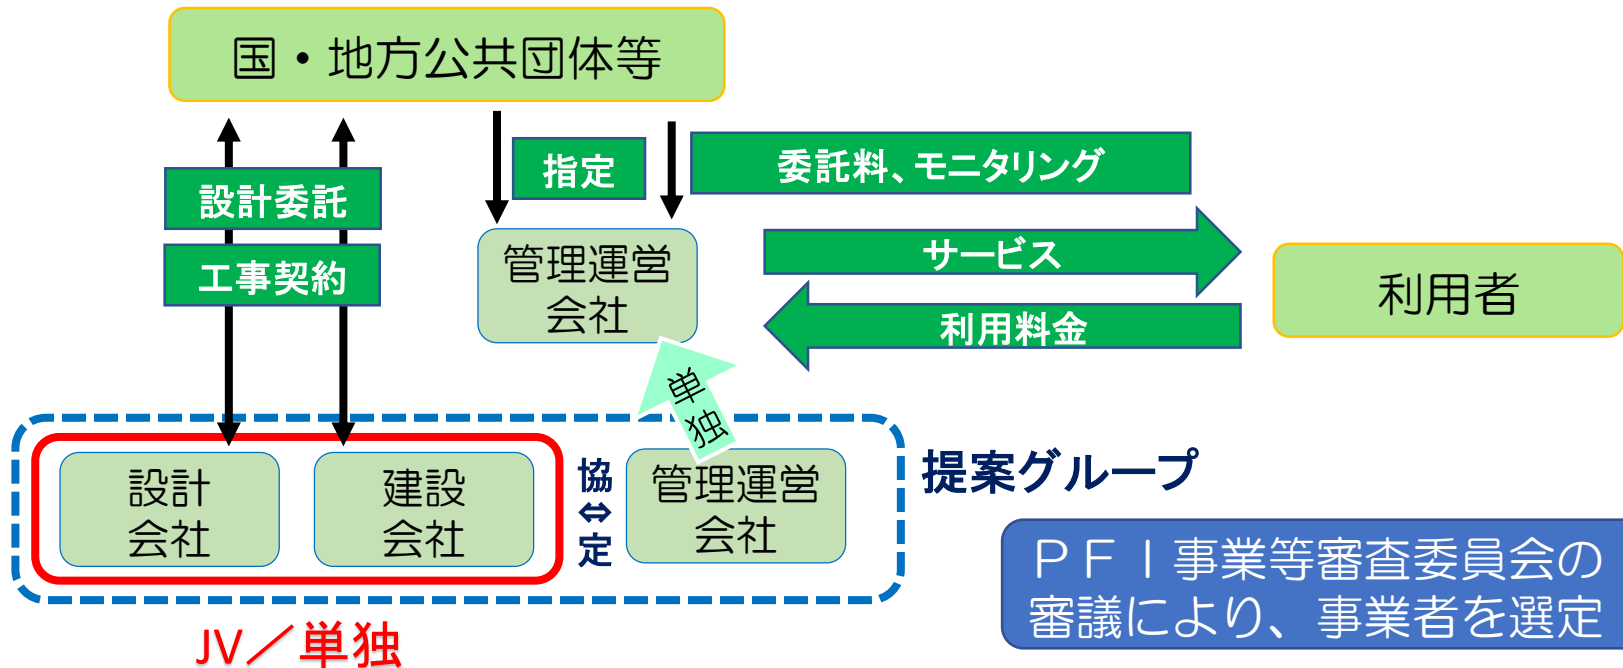 国・地方公共団体等
指定
委託料、モニタリング
設計委託
工事契約
管理運営
会社
サービス
利用料金
利用者
単独
設計
会社
建設
会社
協
⇔
定
管理運営
会社
提案グループ
ＰＦＩ事業等審査委員会の
審議により、事業者を選定
JV／単独